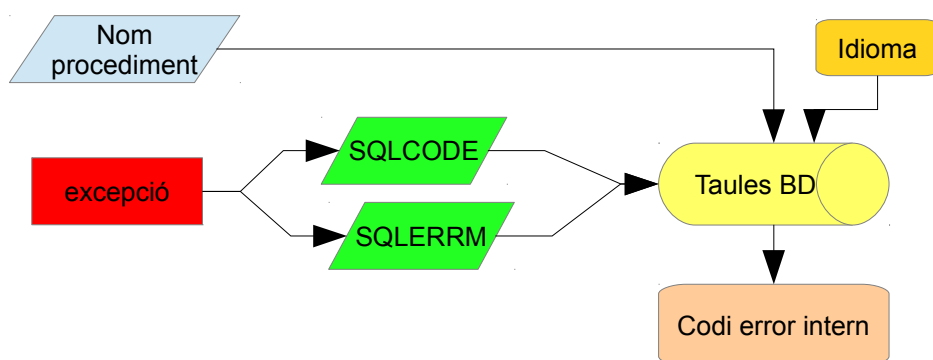 Nom
procediment
Idioma
SQLCODE
excepció
Taules BD
SQLERRM
Codi error intern